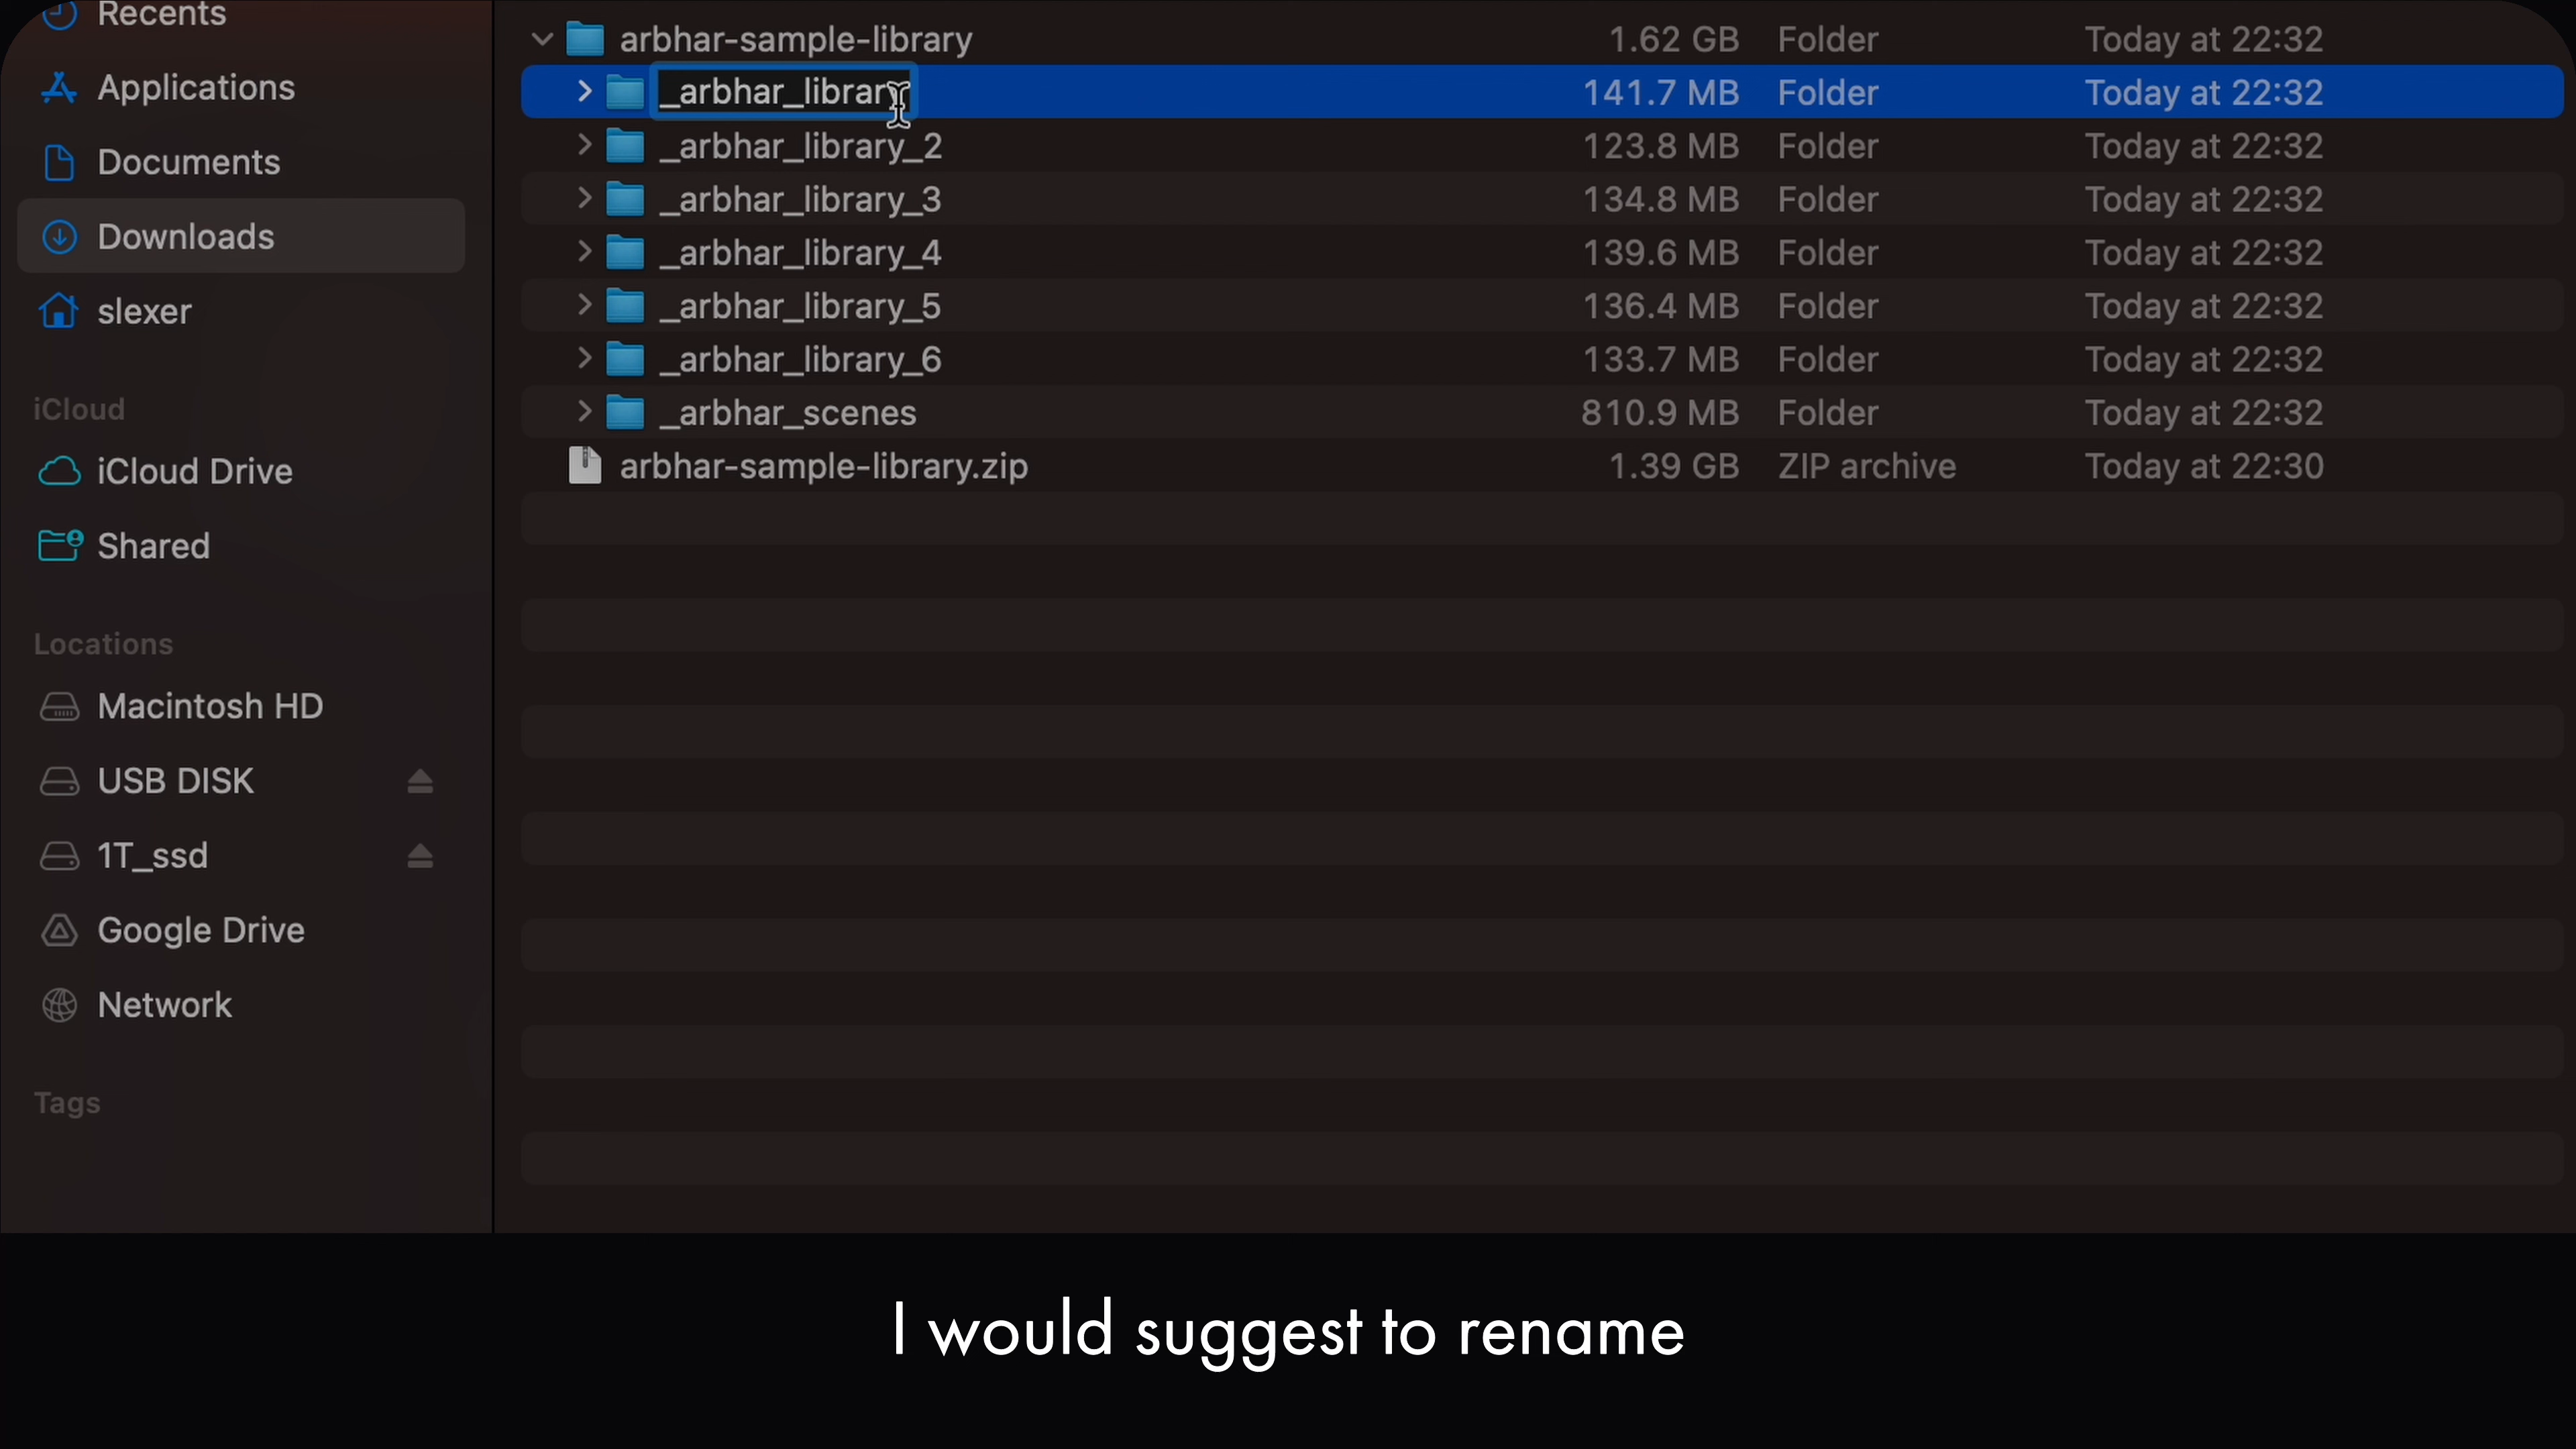 Recents
Applications
Documents
Downloads
slexer
iCloud
iCloud Drive
Shared
Locations
Macintosh HD
USB DISK
1T_ssd
Google Drive
Network
Tags
arbhar-sample-library 1.62 GB Folder Today at 22:32
_arbhar_library 141.7 MB Folder Today at 22:32
_arbhar_library_2 123.8 MB Folder Today at 22:32
_arbhar_library_3 134.8 MB Folder Today at 22:32
_arbhar_library_4 139.6 MB Folder Today at 22:32
_arbhar_library_5 136.4 MB Folder Today at 22:32
_arbhar_library_6 133.7 MB Folder Today at 22:32
_arbhar_scenes 810.9 MB Folder Today at 22:32
arbhar-sample-library.zip 1.39 GB ZIP archive Today at 22:30
I would suggest to rename